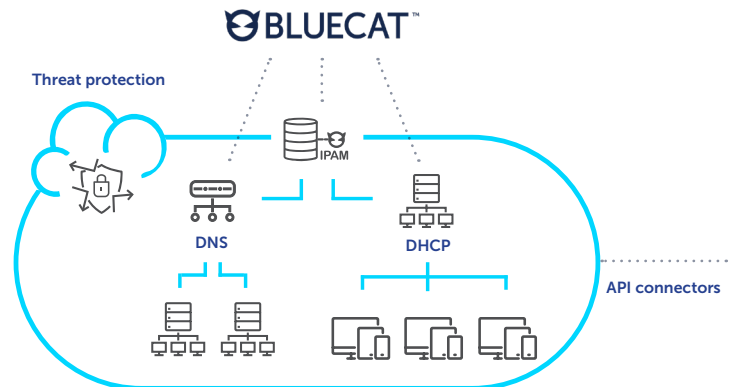 BLUECAT™
Threat protection
IPAM
DNS
DHCP
API connectors